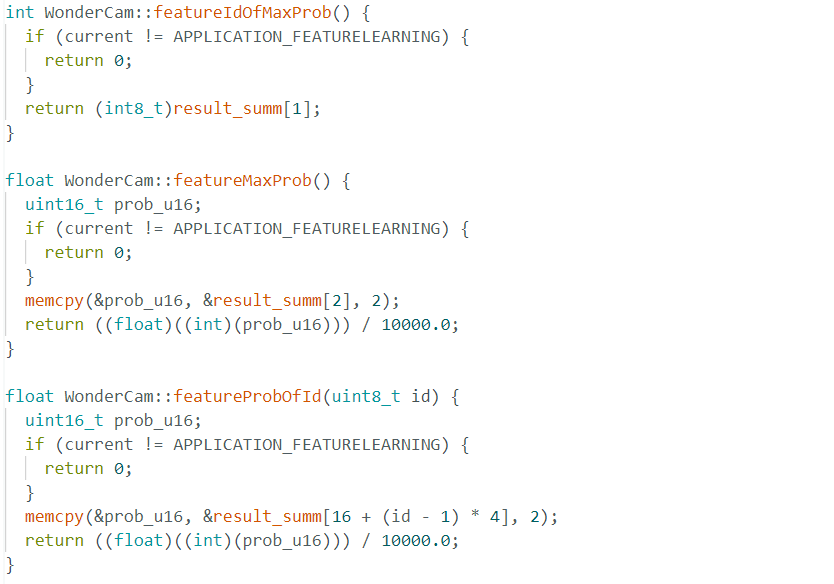 int WonderCam::featureIdOfMaxProb() {
  if (current != APPLICATION_FEATURELEARNING) {
    return 0;
  }
  return (int8_t)result_summ[1];
}

float WonderCam::featureMaxProb() {
  uint16_t prob_u16;
  if (current != APPLICATION_FEATURELEARNING) {
    return 0;
  }
  memcpy(&prob_u16, &result_summ[2], 2);
  return ((float)((int)(prob_u16))) / 10000.0;
}

float WonderCam::featureProbOfId(uint8_t id) {
  uint16_t prob_u16;
  if (current != APPLICATION_FEATURELEARNING) {
    return 0;
  }
  memcpy(&prob_u16, &result_summ[16 + (id - 1) * 4], 2);
  return ((float)((int)(prob_u16))) / 10000.0;
}